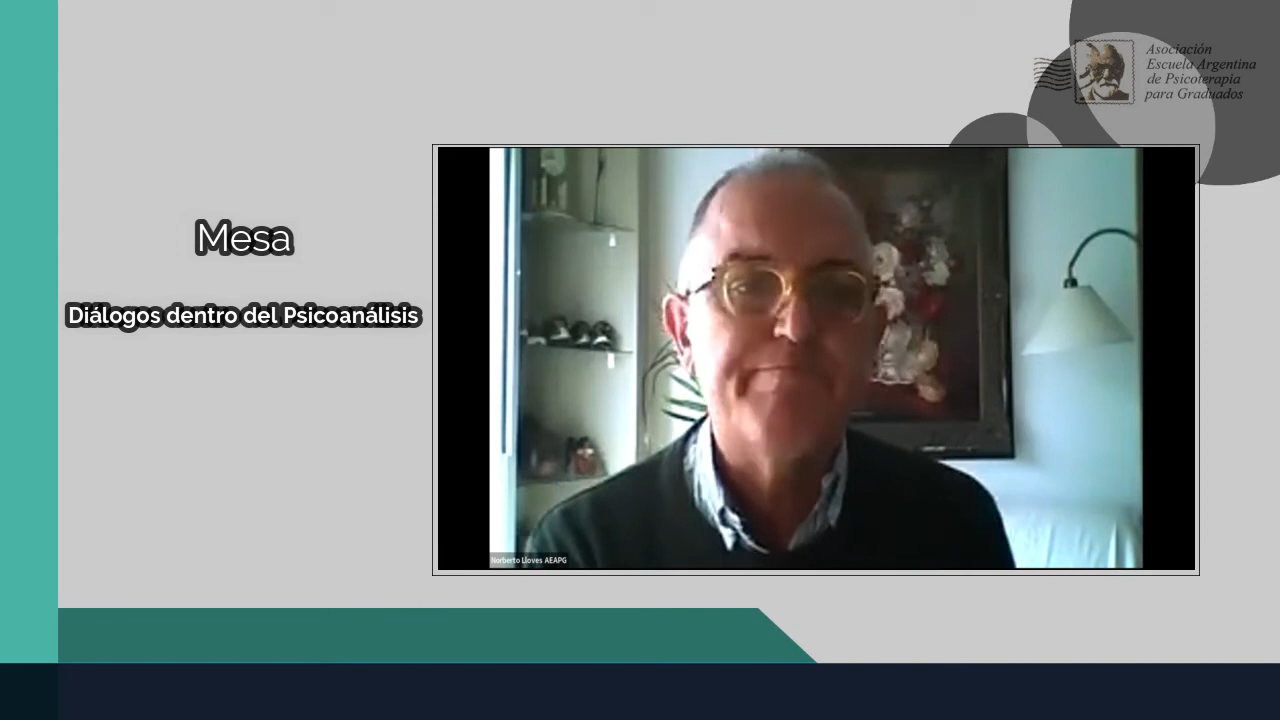 Asociación
Escuela Argentina
de Psicoterapia
para Graduados
Mesa
Diálogos dentro del Psicoanálisis
Norberto Lloves AEAPG